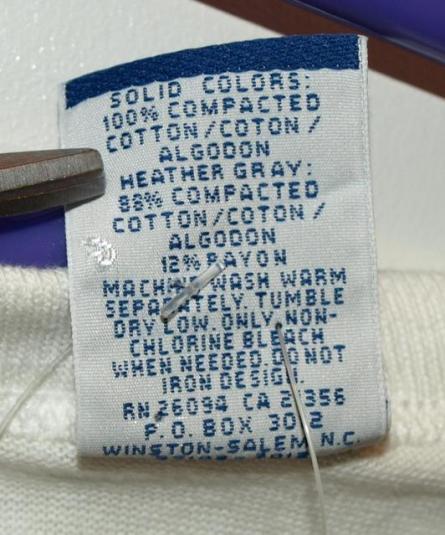 SOLID COLORS:
100% COMPACTED
COTTON/COTON/
ALGODON
HEATHER GRAY:
88% COMPACTED
COTTON/COTON/
ALGODON
12% RAYON
MACHINE WASH WARM
SEPARATELY. TUMBLE
DRY LOW. ONLY NON-
CHLORINE BLEACH
WHEN NEEDED. DO NOT
IRON DESIGN.
RN 26094 CA
P.O. BOX
WINSTON-SALEM N.C.